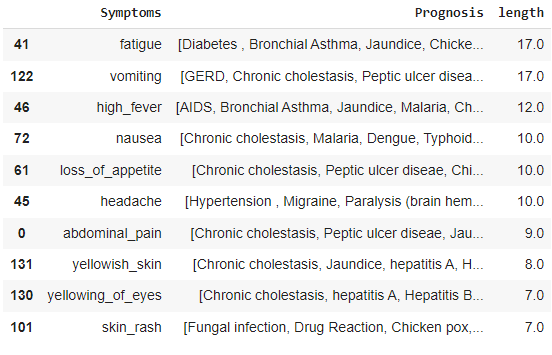 Symptoms Prognosis length
41 fatigue [Diabetes , Bronchial Asthma, Jaundice, Chicke... 17.0
122 vomiting [GERD, Chronic cholestasis, Peptic ulcer disea... 17.0
46 high_fever [AIDS, Bronchial Asthma, Jaundice, Malaria, Ch... 12.0
72 nausea [Chronic cholestasis, Malaria, Dengue, Typhoid... 10.0
61 loss_of_appetite [Chronic cholestasis, Peptic ulcer diseae, Chi... 10.0
45 headache [Hypertension , Migraine, Paralysis (brain hem... 10.0
0 abdominal_pain [Chronic cholestasis, Peptic ulcer diseae, Jau... 9.0
131 yellowish_skin [Chronic cholestasis, Jaundice, hepatitis A, H... 8.0
130 yellowing_of_eyes [Chronic cholestasis, hepatitis A, Hepatitis B... 7.0
101 skin_rash [Fungal infection, Drug Reaction, Chicken pox,... 7.0